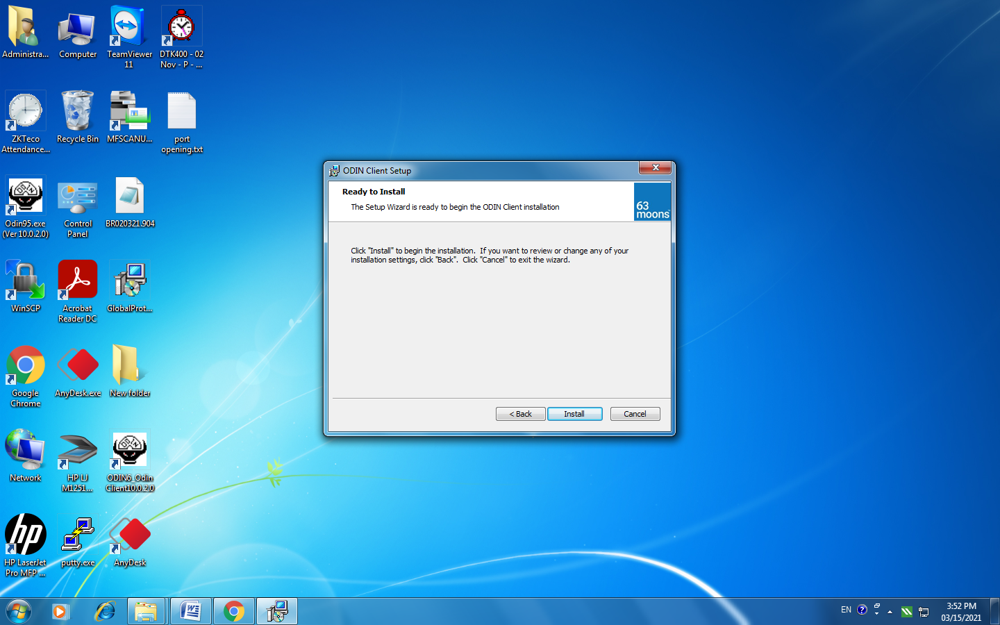 Administra...
Computer
TeamViewer
11
DTK400 - 02
Nov - P - ...
ZKTeco
Attendance...
Recycle Bin
MFSCANU...
port
opening.txt
Odin95.exe
(Ver 10.0.2.0)
Control
Panel
BR020321.904
WinSCP
Acrobat
Reader DC
GlobalProt...
Google
Chrome
AnyDesk.exe
New folder
Network
HP LJ
M1251...
ODIN
ODIN6_Odin
Client10.0.2.0
hp
HP LaserJet
Pro MFP ...
putty.exe
AnyDesk
ODIN Client Setup
Ready to Install
The Setup Wizard is ready to begin the ODIN Client installation
63
moons
Click "Install" to begin the installation.  If you want to review or change any of your
installation settings, click "Back".  Click "Cancel" to exit the wizard.
< Back
Install
Cancel
EN
3:52 PM
03/15/2021